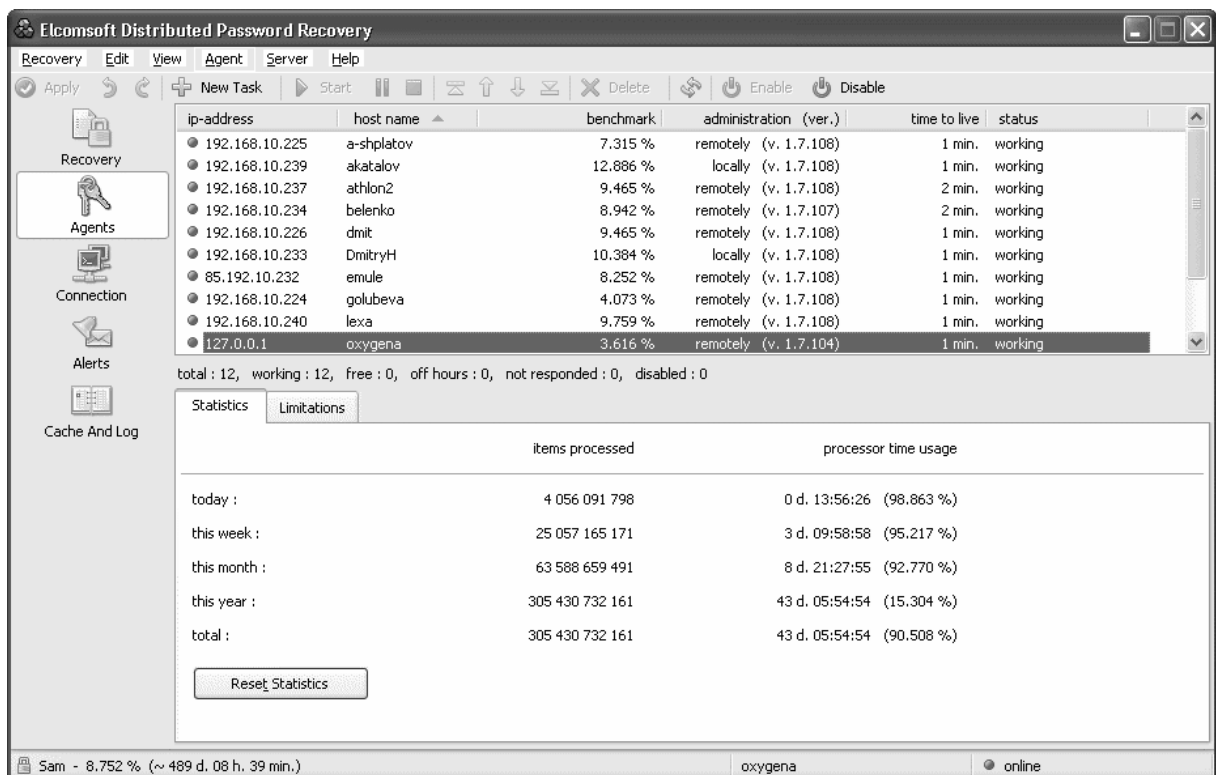 Elcomsoft Distributed Password Recovery
Recovery Edit View Agent Server Help
Apply New Task Start Delete Enable Disable
Recovery
Agents
Connection
Alerts
Cache And Log
ip-address host name benchmark administration (ver.) time to live status
192.168.10.225 a-shplatov 7.315 % remotely (v. 1.7.108) 1 min. working
192.168.10.239 akatalov 12.886 % locally (v. 1.7.108) 1 min. working
192.168.10.237 athlon2 9.465 % remotely (v. 1.7.108) 2 min. working
192.168.10.234 belenko 8.942 % remotely (v. 1.7.107) 2 min. working
192.168.10.226 dmit 9.465 % remotely (v. 1.7.108) 1 min. working
192.168.10.233 DmitryH 10.384 % locally (v. 1.7.108) 1 min. working
85.192.10.232 emule 8.252 % remotely (v. 1.7.108) 1 min. working
192.168.10.224 golubeva 4.073 % remotely (v. 1.7.108) 1 min. working
192.168.10.240 lexa 9.759 % remotely (v. 1.7.108) 1 min. working
127.0.0.1 oxygena 3.616 % remotely (v. 1.7.104) 1 min. working
total : 12, working : 12, free : 0, off hours : 0, not responded : 0, disabled : 0
Statistics Limitations
items processed processor time usage
today : 4 056 091 798 0 d. 13:56:26 (98.863 %)
this week : 25 057 165 171 3 d. 09:58:58 (95.217 %)
this month : 63 588 659 491 8 d. 21:27:55 (92.770 %)
this year : 305 430 732 161 43 d. 05:54:54 (15.304 %)
total : 305 430 732 161 43 d. 05:54:54 (90.508 %)
Reset Statistics
Sam - 8.752 % (~ 489 d. 08 h. 39 min.) oxygena online